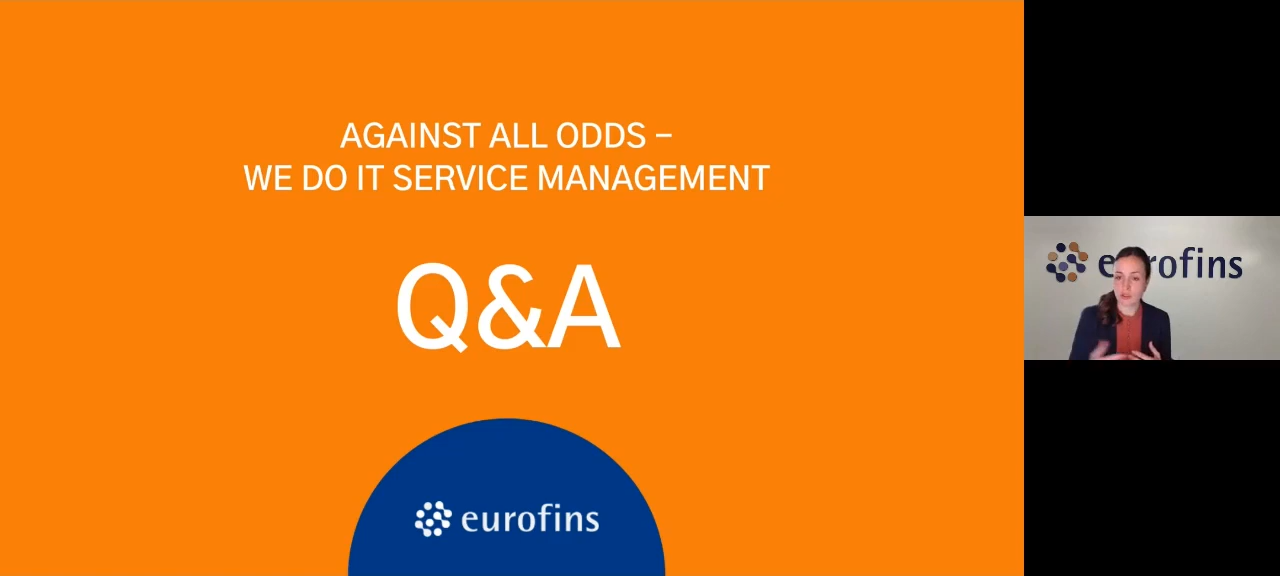 AGAINST ALL ODDS –
WE DO IT SERVICE MANAGEMENT
Q&A
eurofins
eurofins